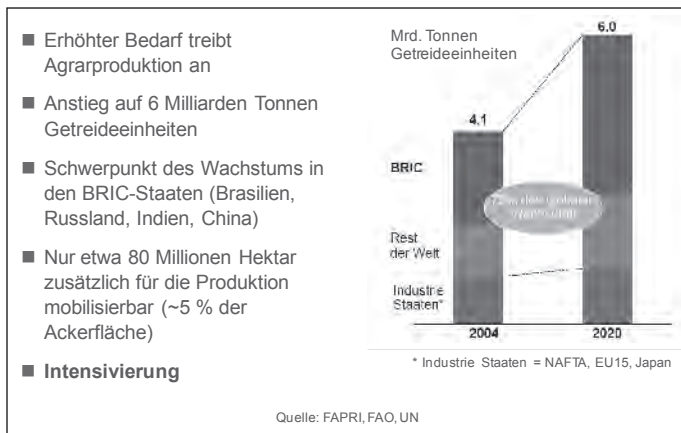 ■ Erhöhter Bedarf treibt
Agrarproduktion an
■ Anstieg auf 6 Milliarden Tonnen
Getreideeinheiten
■ Schwerpunkt des Wachstums in
den BRIC-Staaten (Brasilien,
Russland, Indien, China)
■ Nur etwa 80 Millionen Hektar
zusätzlich für die Produktion
mobilisierbar (~5 % der
Ackerfläche)
■ Intensivierung
Mrd. Tonnen
Getreideeinheiten
6.0
4.1
BRIC
Rest
der Welt
Industrie
Staaten*
2004 2020
* Industrie Staaten = NAFTA, EU15, Japan
Quelle: FAPRI, FAO, UN